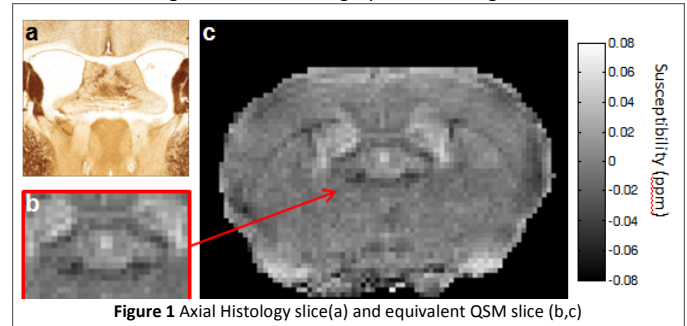 a
c
b
0.08
0.06
0.04
0.02
0
-0.02
-0.04
-0.06
-0.08
Susceptibility (ppm)
Figure 1 Axial Histology slice(a) and equivalent QSM slice (b,c)